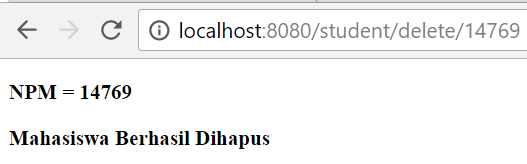 localhost:8080/student/delete/14769
NPM = 14769
Mahasiswa Berhasil Dihapus